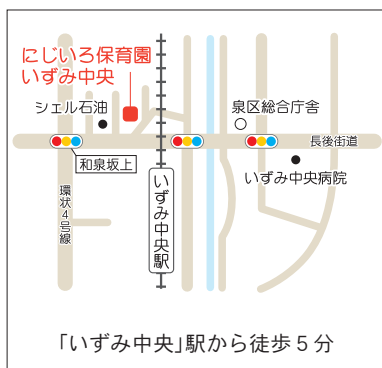 にじいろ保育園
いずみ中央
シェル石油
泉区総合庁舎
長後街道
和泉坂上
いずみ中央病院
環状4号線
いずみ中央駅
「いずみ中央」駅から徒歩5分